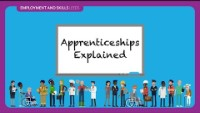 EMPLOYMENT AND SKILLS
Apprenticeships
Explained